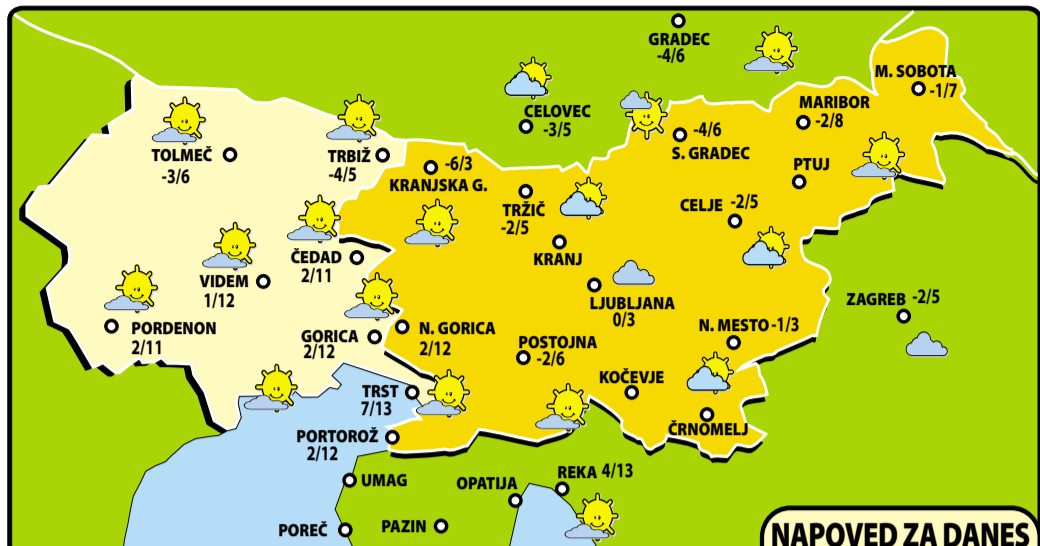 GRADEC
-4/6
M. SOBOTA
-1/7
CELOVEC
-3/5
MARIBOR
-2/8
TOLMEČ
-3/6
TRBIŽ
-4/5
-6/3
KRANJSKA G.
-4/6
S. GRADEC
PTUJ
TRŽIČ
-2/5
CELJE -2/5
KRANJ
ČEDAD
2/11
VIDEM
1/12
LJUBLJANA
0/3
ZAGREB -2/5
PORDENON
2/11
GORICA
2/12
N. GORICA
2/12
POSTOJNA
-2/6
N. MESTO -1/3
KOČEVJE
TRST
7/13
ČRNOMELJ
PORTOROŽ
2/12
UMAG
OPATIJA
REKA 4/13
POREČ
PAZIN
NAPOVED ZA DANES